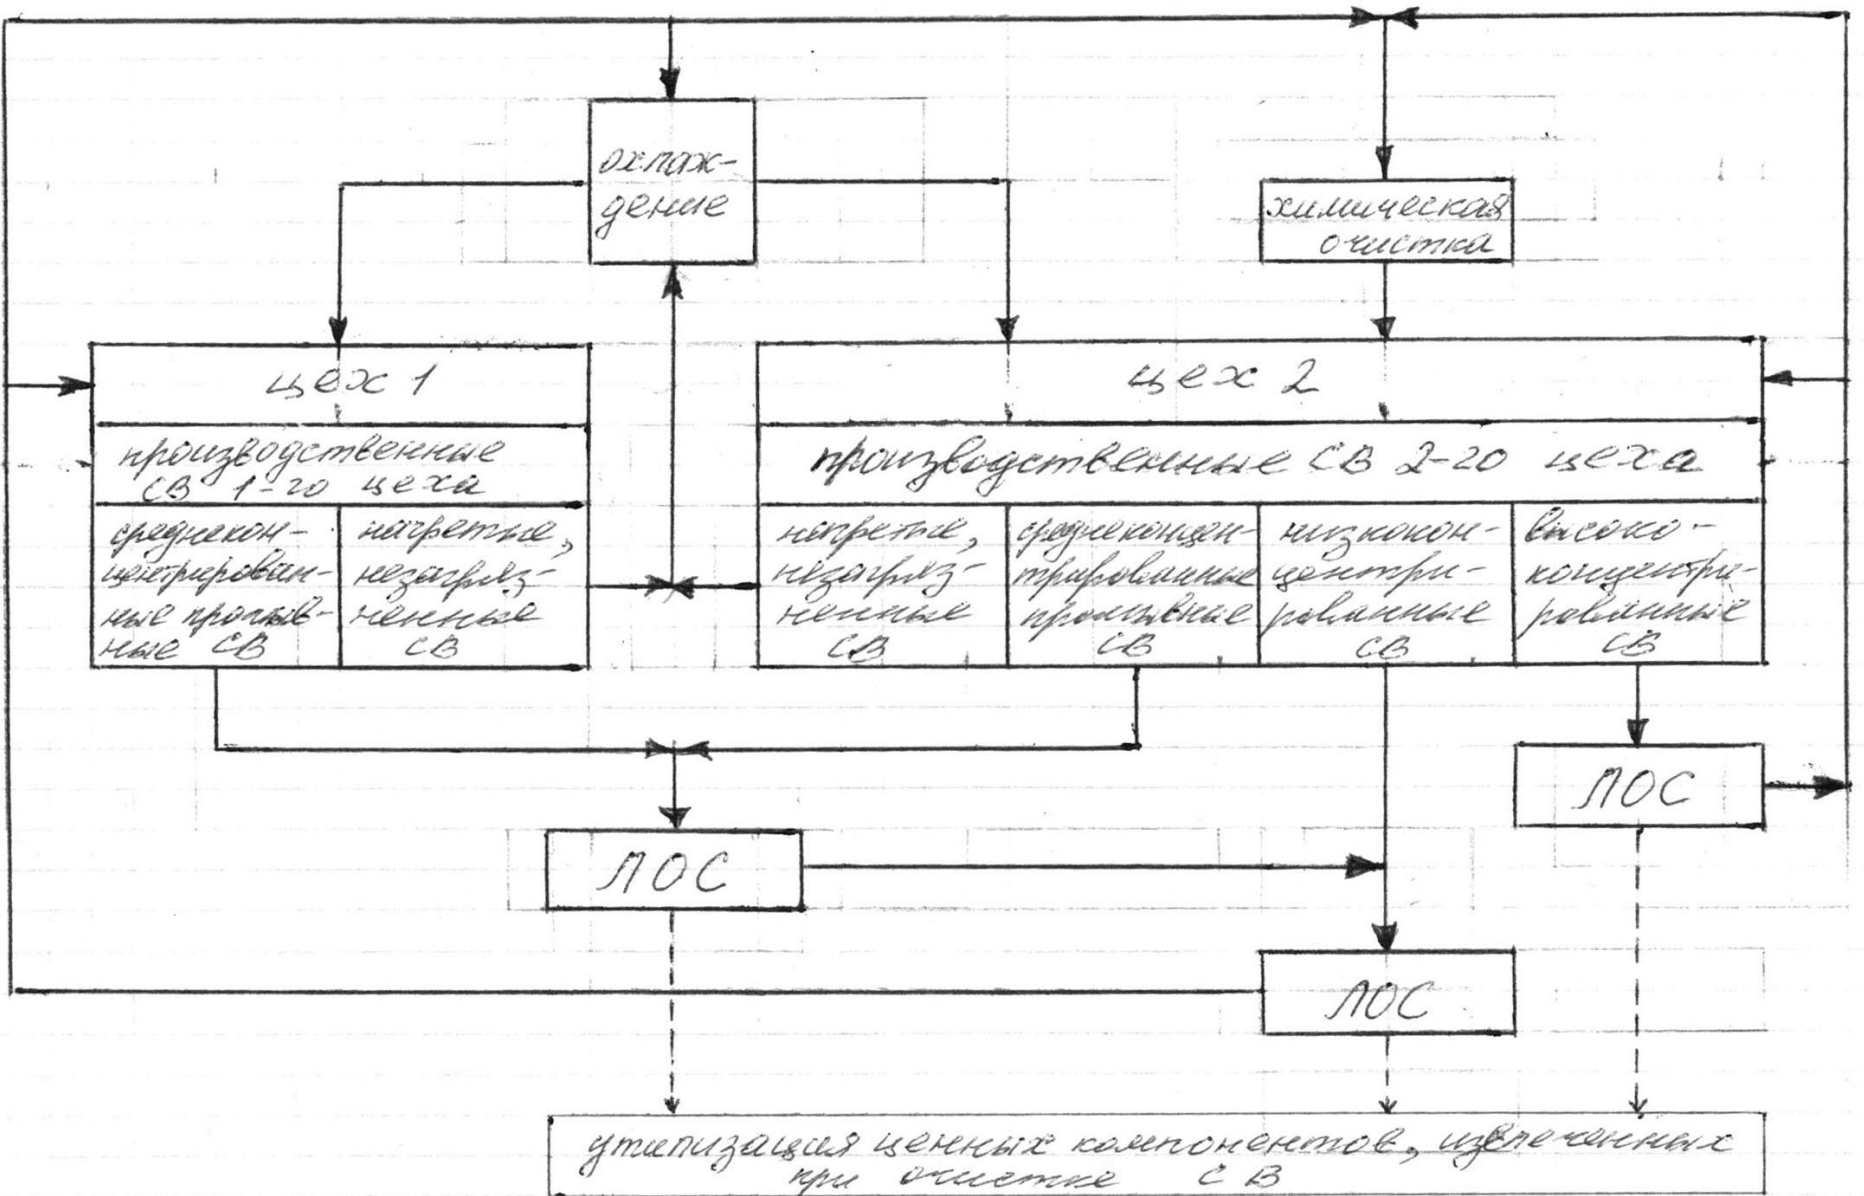 охлаж-
дение
химическая
очистка
цех 1
производственные
СВ 1-го цеха
среднекон-
центрирован-
ные промыв-
ные СВ
нагретые,
незагряз-
ненные
СВ
цех 2
производственные СВ 2-го цеха
нагретые,
незагряз-
ненные
СВ
среднеконцен-
трированные
промывные
СВ
низкокон-
центри-
рованные
СВ
высоко-
концентри-
рованные
СВ
ЛОС
ЛОС
ЛОС
утилизация ценных компонентов, извлеченных
при очистке СВ